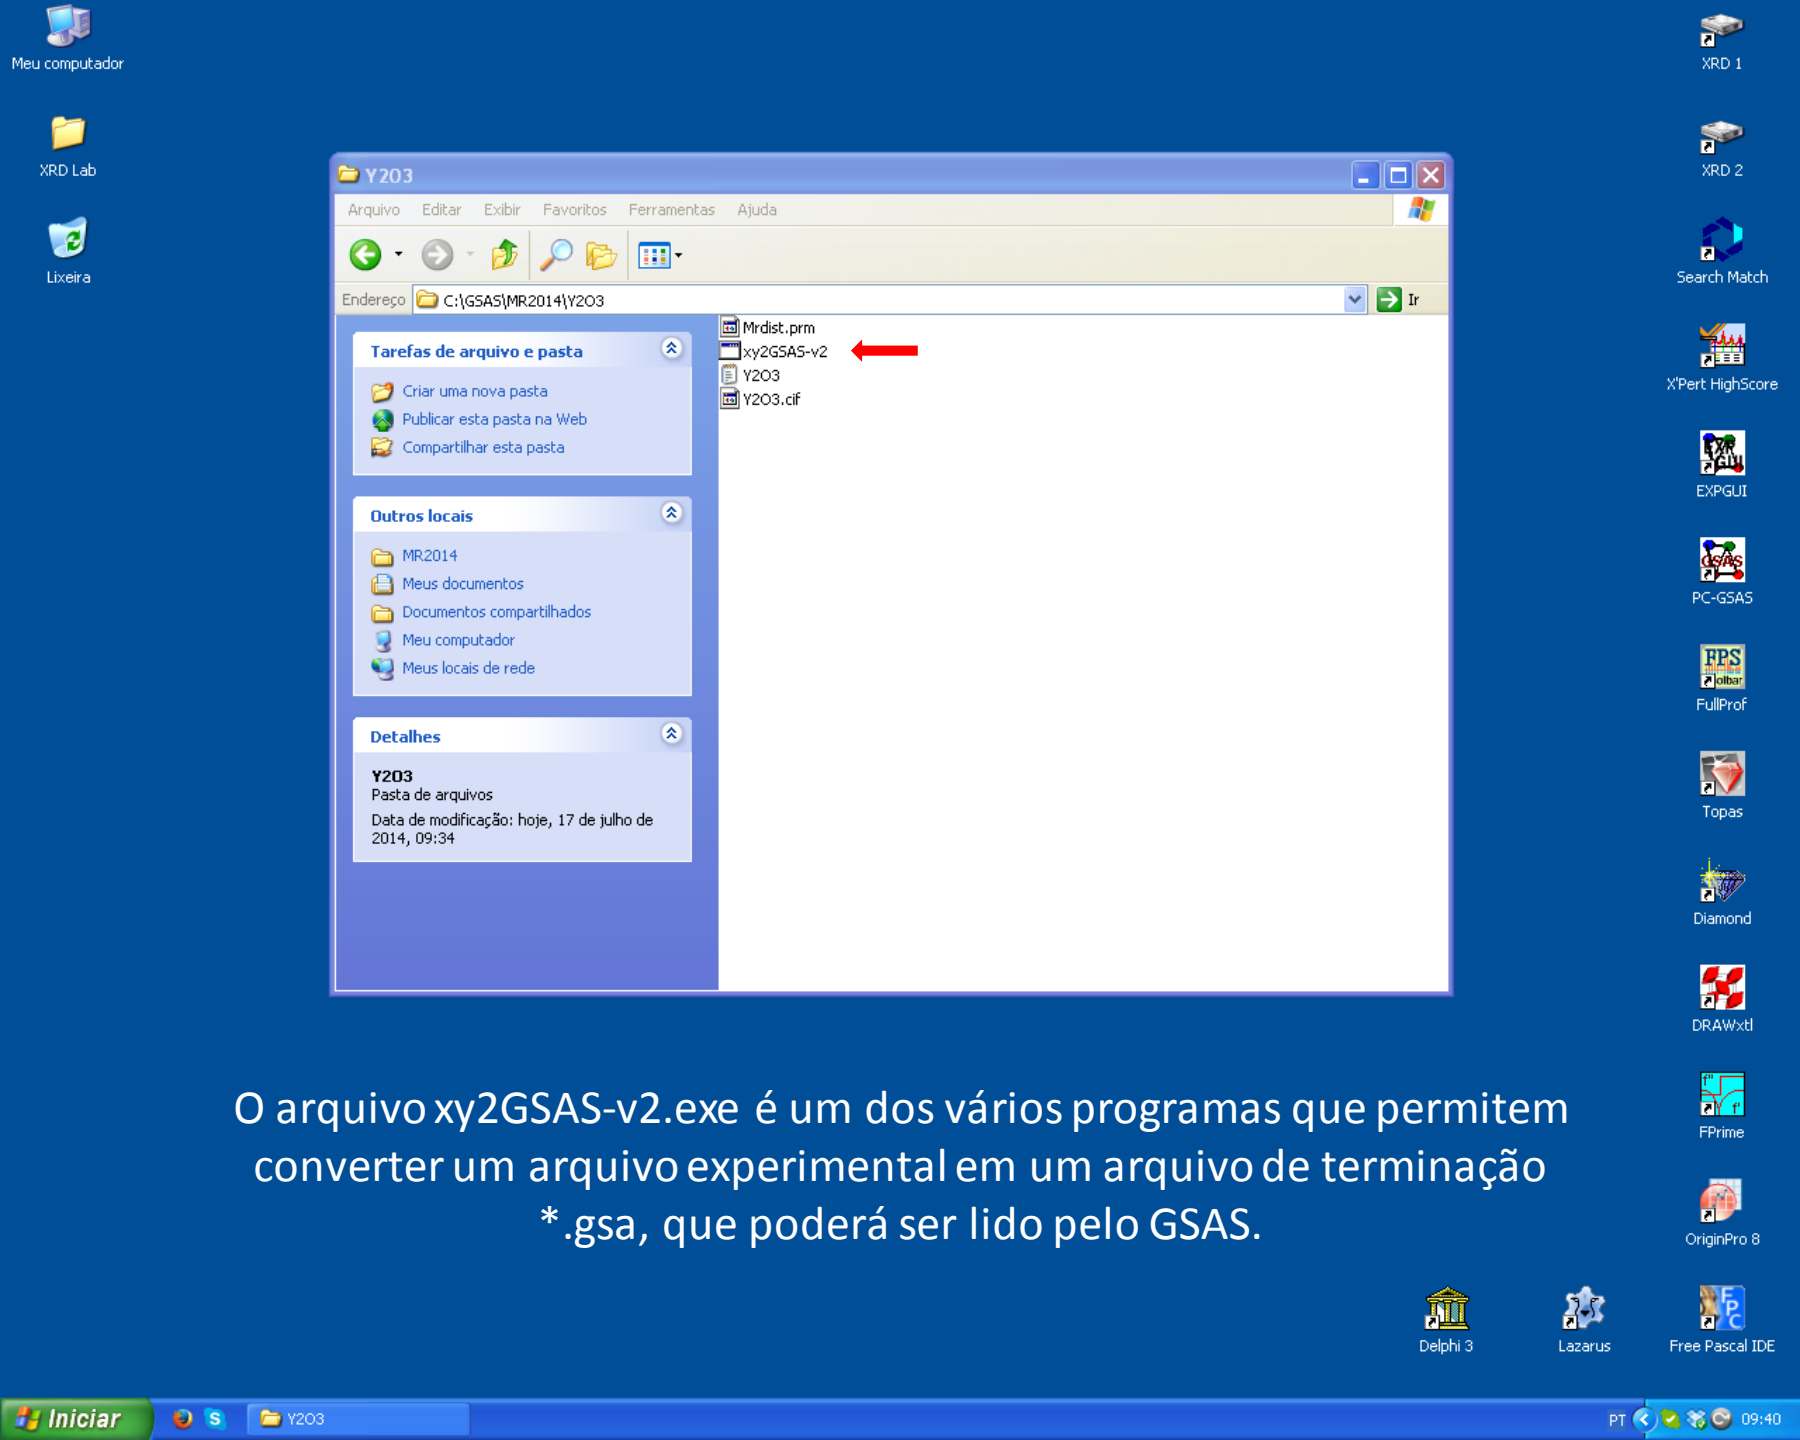 Meu computador
XRD Lab
Lixeira
XRD 1
XRD 2
Search Match
X'Pert HighScore
EXPGUI
PC-GSAS
FullProf
Topas
Diamond
DRAWxtl
FPrime
OriginPro 8
Delphi 3
Lazarus
Free Pascal IDE
Y2O3
Arquivo Editar Exibir Favoritos Ferramentas Ajuda
Endereço C:\GSAS\MR2014\Y2O3 Ir
Tarefas de arquivo e pasta
Criar uma nova pasta
Publicar esta pasta na Web
Compartilhar esta pasta
Outros locais
MR2014
Meus documentos
Documentos compartilhados
Meu computador
Meus locais de rede
Detalhes
Y2O3
Pasta de arquivos
Data de modificação: hoje, 17 de julho de
2014, 09:34
Mrdist.prm
xy2GSAS-v2
Y2O3
Y2O3.cif
O arquivo xy2GSAS-v2.exe é um dos vários programas que permitem
converter um arquivo experimental em um arquivo de terminação
*.gsa, que poderá ser lido pelo GSAS.
Iniciar
Y2O3
PT
09:40